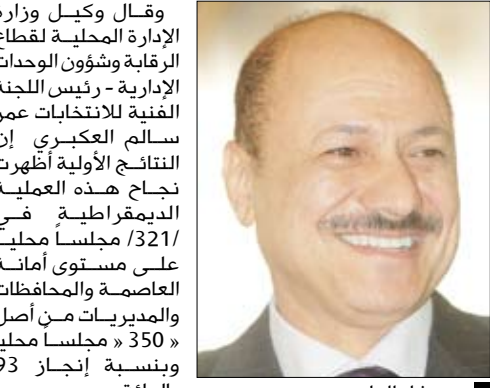 وقال وكيل وزارة
الإدارة المحلية لقطاع
الرقابة وشؤون الوحدات
الإدارية - رئيس اللجنة
الفنية للانتخابات عمر
سالم العكبري إن
النتائج الأولية أظهرت
نجاح هذه العملية
الديمقراطية في
/321/ مجلساً محلياً
على مستوى أمانة
العاصمة والمحافظات
والمديريات من أصل
« 350 » مجلساً محلياً
وبنسبة إنجاز 93